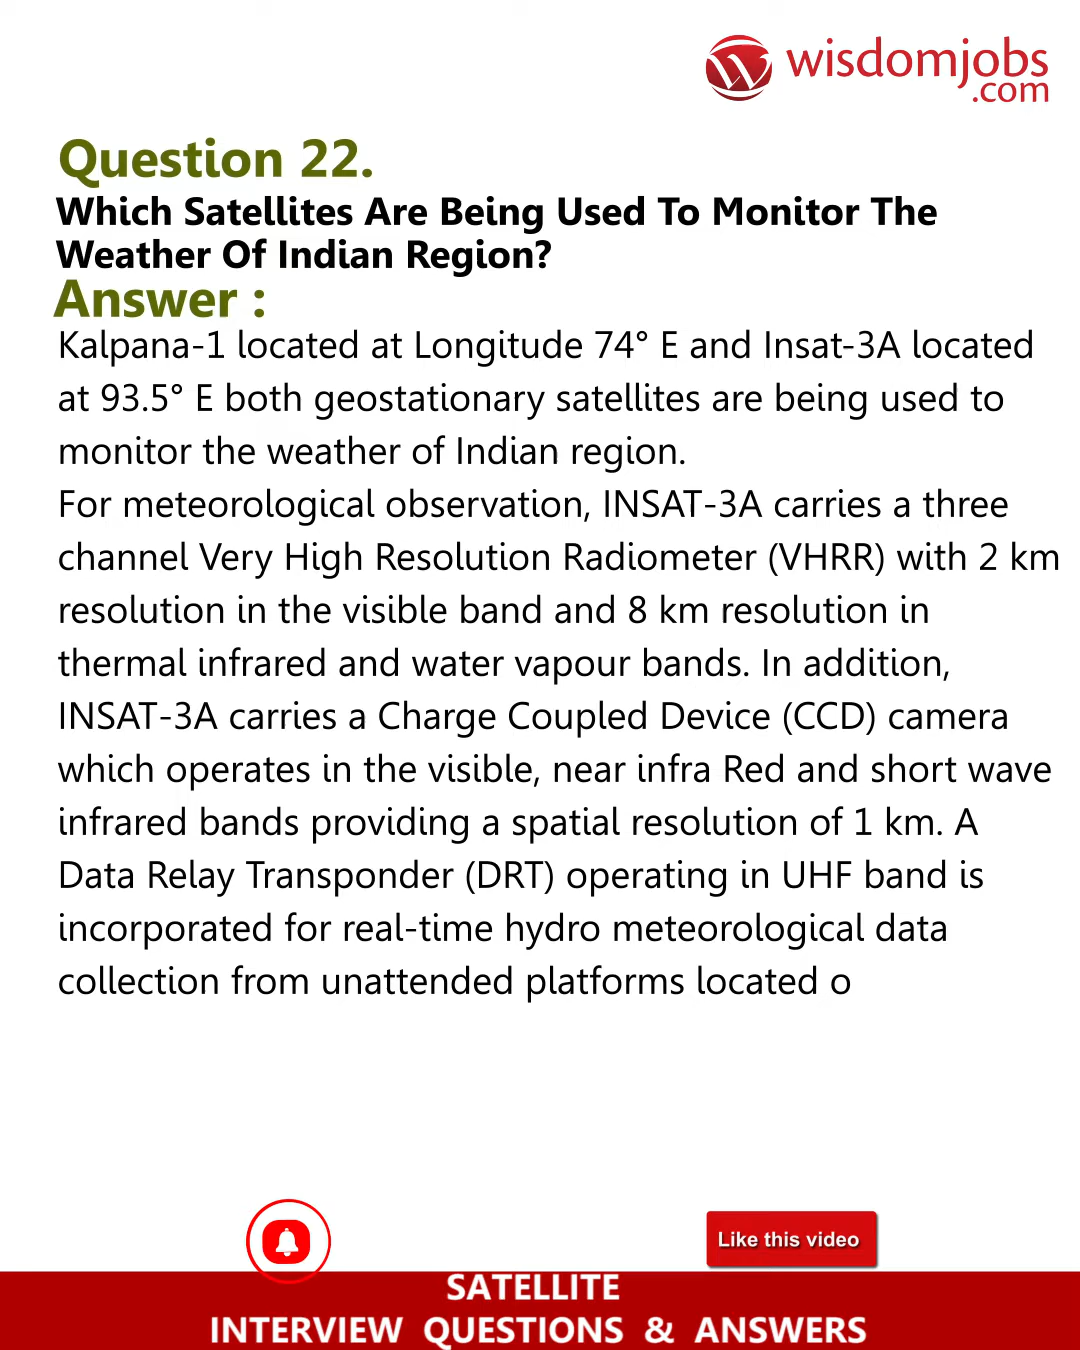 wisdomjobs
.com
Question 22.
Which Satellites Are Being Used To Monitor The
Weather Of Indian Region?
Answer :
Kalpana-1 located at Longitude 74° E and Insat-3A located
at 93.5° E both geostationary satellites are being used to
monitor the weather of Indian region.
For meteorological observation, INSAT-3A carries a three
channel Very High Resolution Radiometer (VHRR) with 2 km
resolution in the visible band and 8 km resolution in
thermal infrared and water vapour bands. In addition,
INSAT-3A carries a Charge Coupled Device (CCD) camera
which operates in the visible, near infra Red and short wave
infrared bands providing a spatial resolution of 1 km. A
Data Relay Transponder (DRT) operating in UHF band is
incorporated for real-time hydro meteorological data
collection from unattended platforms located o
Like this video
SATELLITE
INTERVIEW QUESTIONS & ANSWERS